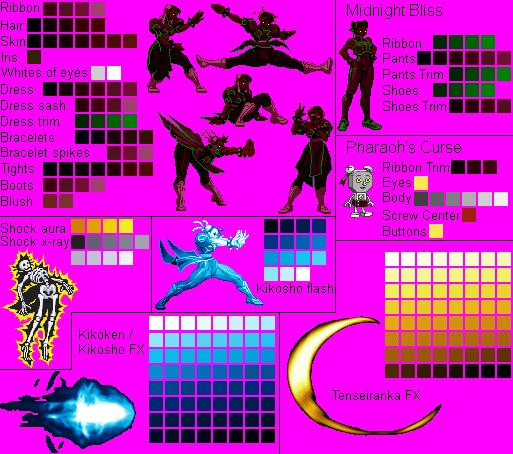 Ribbon
Hair
Skin
Iris
Whites of eyes
Dress
Dress sash
Dress trim
Bracelets
Bracelet spikes
Tights
Boots
Blush
Midnight Bliss
Ribbon
Pants
Pants Trim
Shoes
Shoes Trim
Pharaoh's Curse
Ribbon Trim
Eyes
Body
Screw Center
Buttons
Shock aura
Shock x-ray
Kikosho flash
Kikoken /
Kikosho FX
Tenseiranka FX